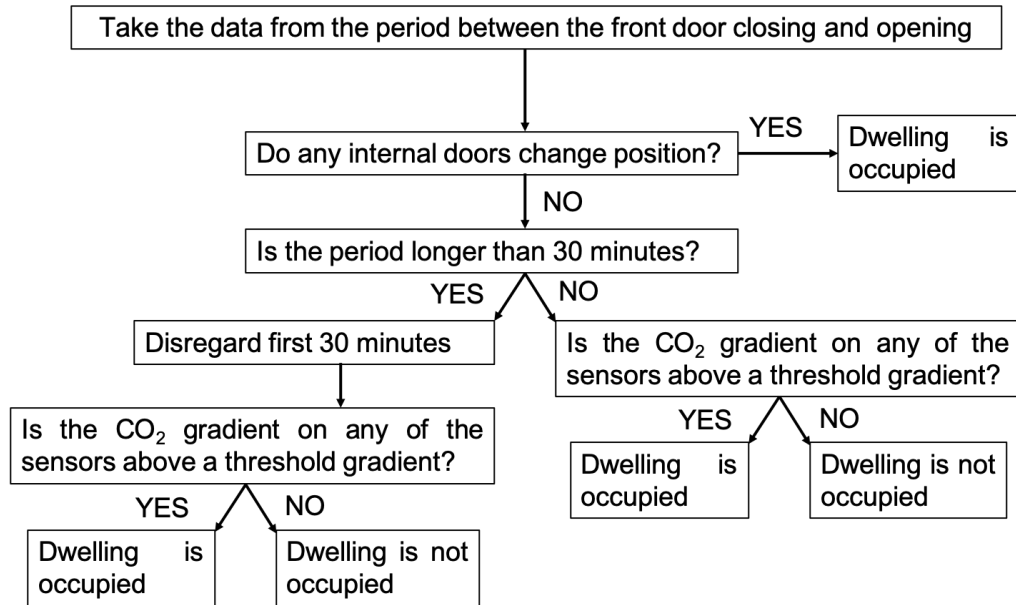 Take the data from the period between the front door closing and opening
Do any internal doors change position?
YES
Dwelling is
occupied
NO
Is the period longer than 30 minutes?
YES
NO
Disregard first 30 minutes
Is the CO₂ gradient on any of the
sensors above a threshold gradient?
Is the CO₂ gradient on any of the
sensors above a threshold gradient?
YES
NO
Dwelling is
occupied
Dwelling is not
occupied
YES
NO
Dwelling is
occupied
Dwelling is not
occupied